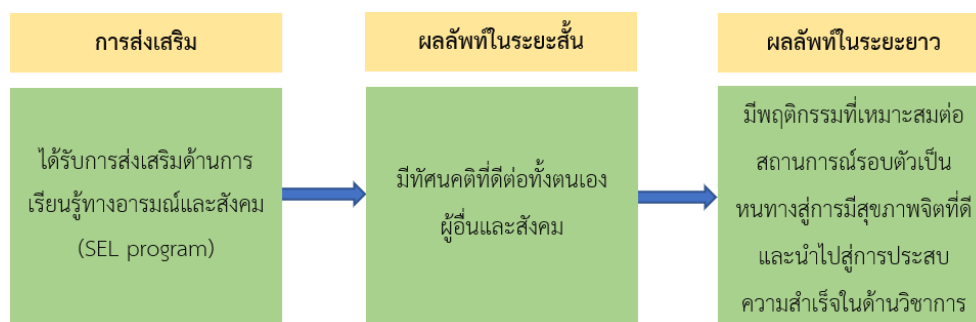 การส่งเสริม
ได้รับการส่งเสริมด้านการ
เรียนรู้ทางอารมณ์และสังคม
(SEL program)
ผลลัพท์ในระยะสั้น
มีทัศนคติที่ดีต่อทั้งตนเอง
ผู้อื่นและสังคม
ผลลัพท์ในระยะยาว
มีพฤติกรรมที่เหมาะสมต่อ
สถานการณ์รอบตัวเป็น
หนทางสู่การมีสุขภาพจิตที่ดี
และนำไปสู่การประสบ
ความสำเร็จในด้านวิชาการ